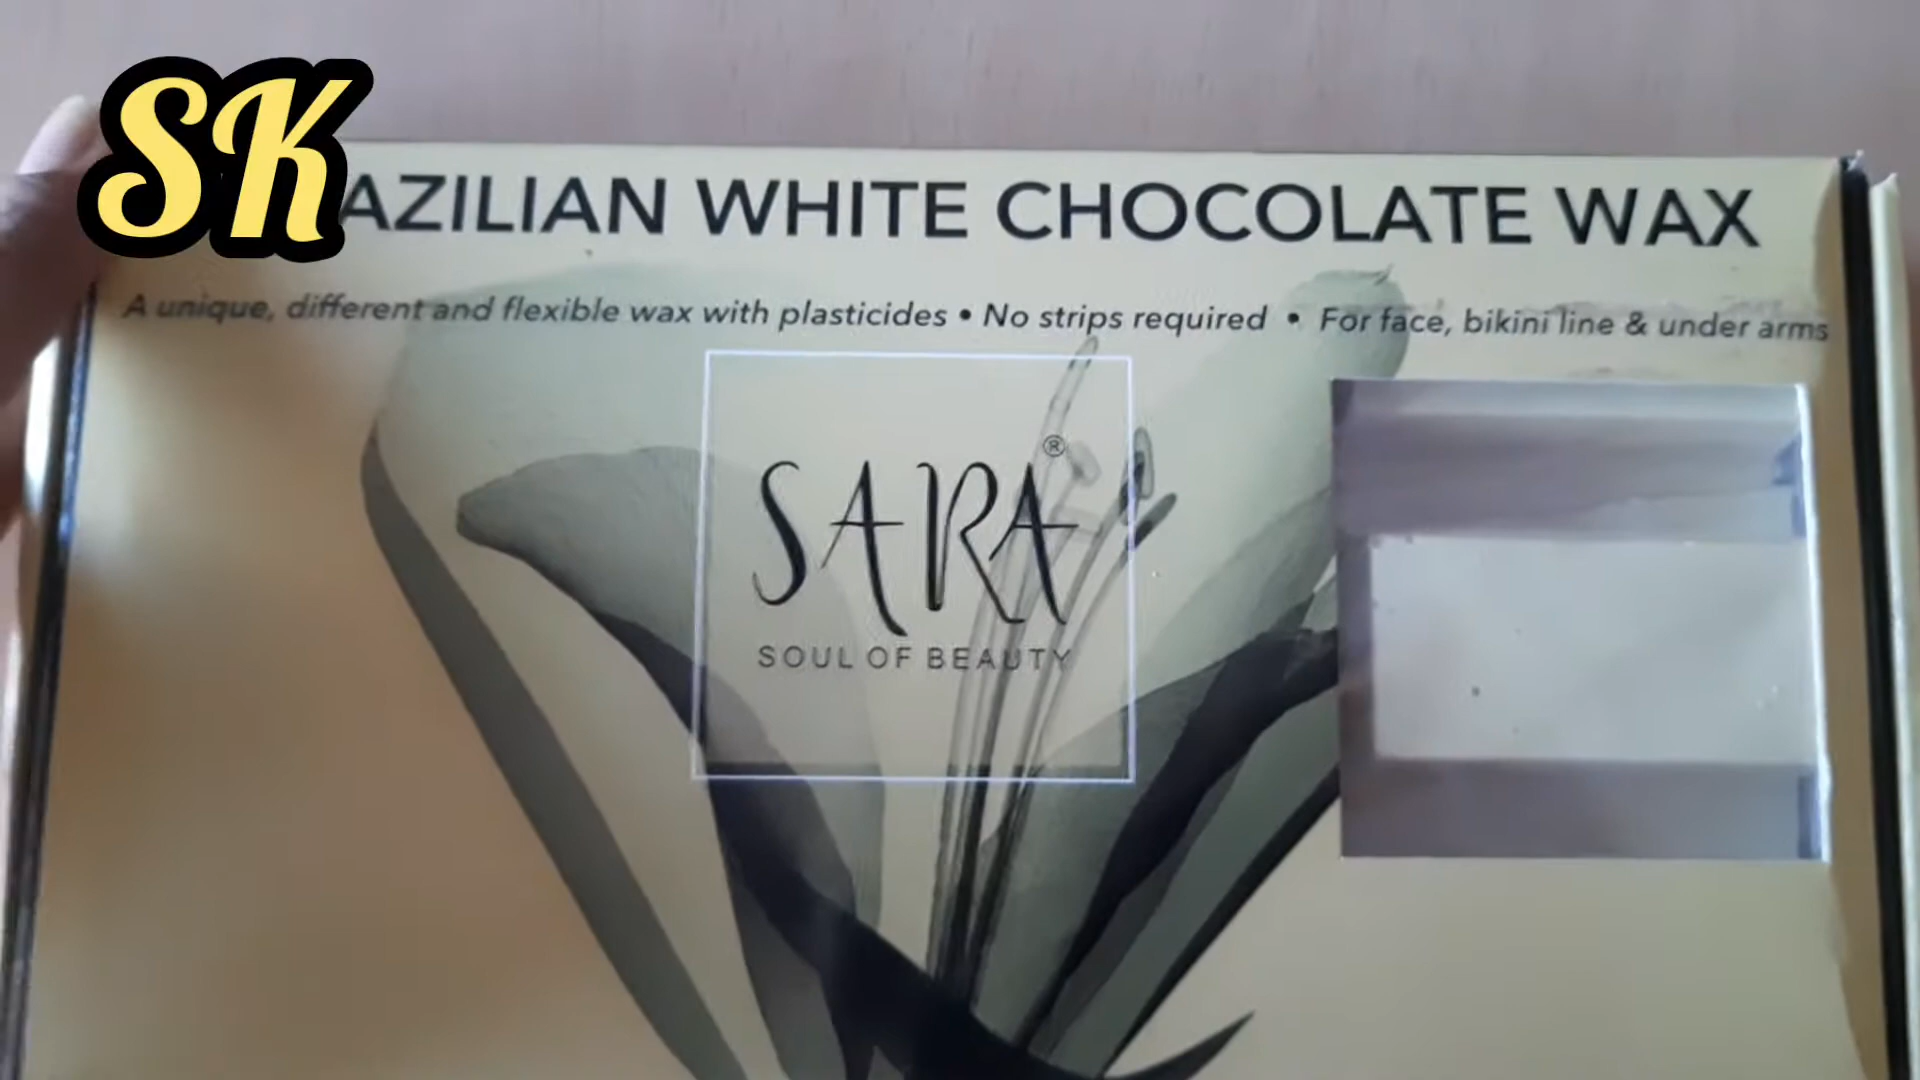 SK
AZILIAN WHITE CHOCOLATE WAX
A unique, different and flexible wax with plasticides • No strips required • For face, bikini line & under arms
SARA®
SOUL OF BEAUTY